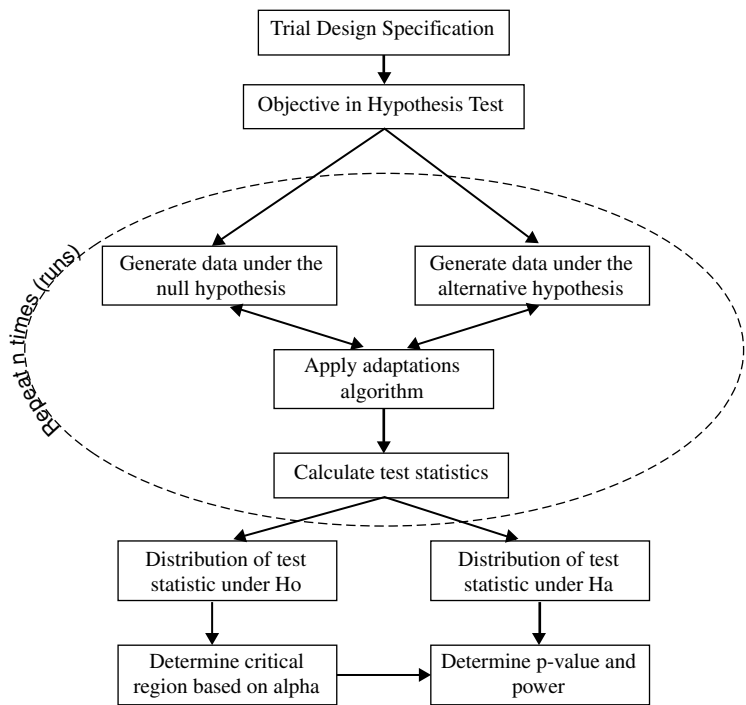 Trial Design Specification
Objective in Hypothesis Test
Repeat n times (runs)
Generate data under the
null hypothesis
Generate data under the
alternative hypothesis
Apply adaptations
algorithm
Calculate test statistics
Distribution of test
statistic under Ho
Distribution of test
statistic under Ha
Determine critical
region based on alpha
Determine p-value and
power